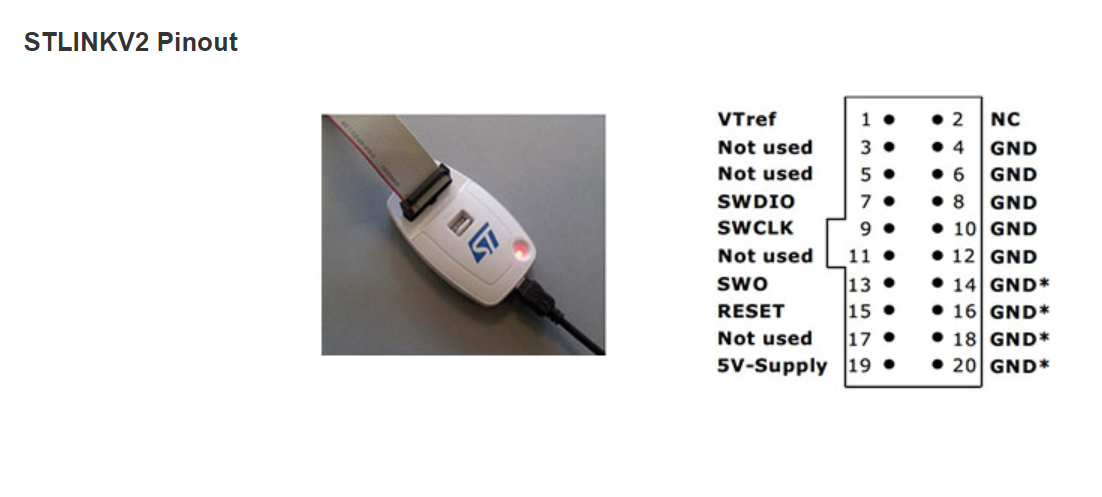 STLINKV2 Pinout
VTref 1 2 NC
Not used 3 4 GND
Not used 5 6 GND
SWDIO 7 8 GND
SWCLK 9 10 GND
Not used 11 12 GND
SWO 13 14 GND*
RESET 15 16 GND*
Not used 17 18 GND*
5V-Supply 19 20 GND*